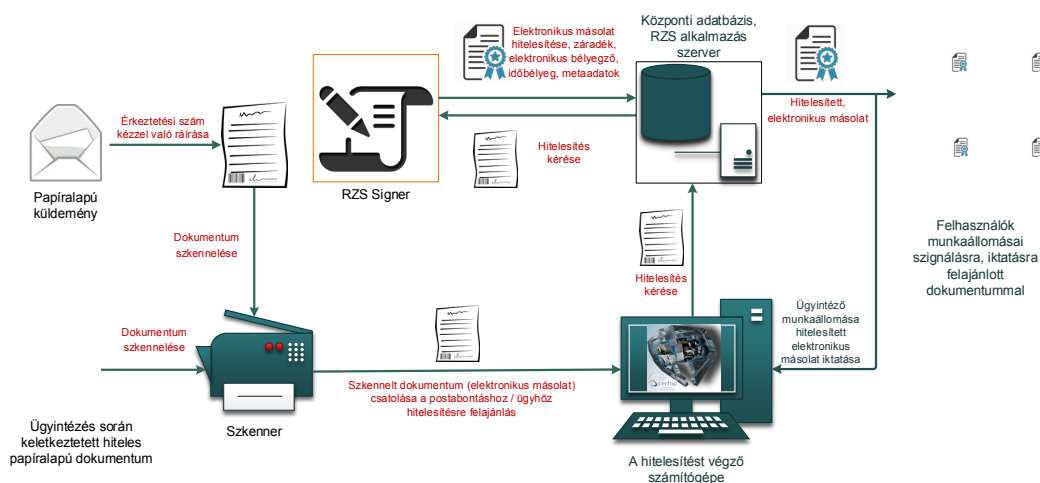 Elektronikus másolat
hitelesítése, záradék,
elektronikus bélyegző,
időbélyeg, metaadatok
Központi adatbázis,
RZS alkalmazás
szerver
Hitelesített,
elektronikus másolat
Érkeztetési szám
kézzel való ráírása
Hitelesítés
kérése
Papíralapú
küldemény
RZS Signer
Dokumentum
szkennelése
Hitelesítés
kérése
Felhasználók
munkaállomásai
szignálásra, iktatásra
felajánlott
dokumentummal
Dokumentum
szkennelése
Ügyintéző
munkaállomása
hitelesített
elektronikus
másolat iktatása
Szkennelt dokumentum (elektronikus másolat)
csatolása a postabontáshoz / ügyhöz
hitelesítésre felajánlás
Ügyintézés során
keletkeztetett hiteles
papíralapú dokumentum
Szkenner
A hitelesítést végző
számítógépe